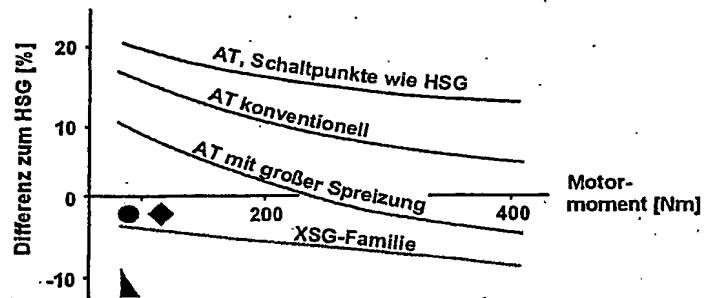 Differenz zum HSG [%]
20
10
0
-10
AT, Schaltpunkte wie HSG
AT konventionell
AT mit großer Spreizung
XSG-Familie
200
400
Motor-
moment [Nm]